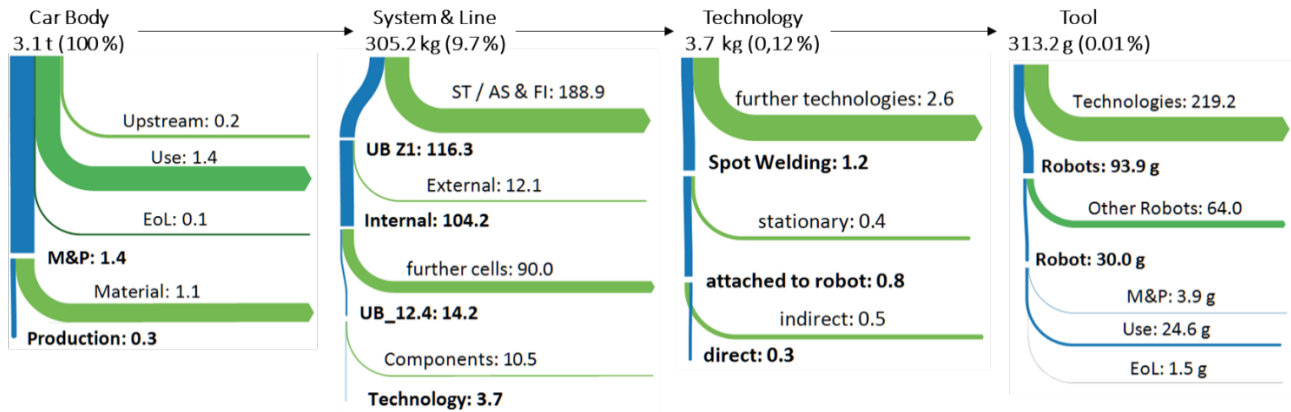 Car Body
3.1 t (100 %)
Upstream: 0.2
Use: 1.4
EoL: 0.1
M&P: 1.4
Material: 1.1
Production: 0.3
System & Line
305.2 kg (9.7 %)
ST / AS & FI: 188.9
UB Z1: 116.3
External: 12.1
Internal: 104.2
further cells: 90.0
UB_12.4: 14.2
Components: 10.5
Technology: 3.7
Technology
3.7 kg (0,12 %)
further technologies: 2.6
Spot Welding: 1.2
stationary: 0.4
attached to robot: 0.8
indirect: 0.5
direct: 0.3
Tool
313.2 g (0.01 %)
Technologies: 219.2
Robots: 93.9 g
Other Robots: 64.0
Robot: 30.0 g
M&P: 3.9 g
Use: 24.6 g
EoL: 1.5 g